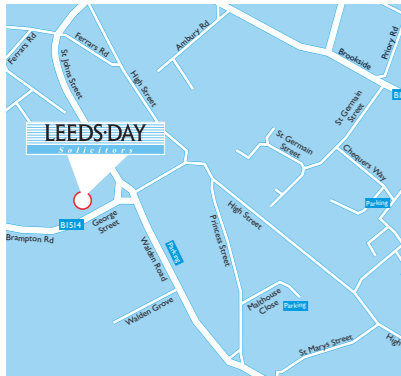 Ferrars Rd
Ferrars Rd
St Johns Street
High Street
Ambury Rd
Brookside
Priory Rd
B1
St Germain
Street
St Germain
Street
Chequers Way
Parking
LEEDS·DAY
Solicitors
B1514
Brampton Rd
George
Street
Walden Road
Parking
Princess Street
High Street
Walden Grove
Malthouse
Close
Parking
St Marys Street
High